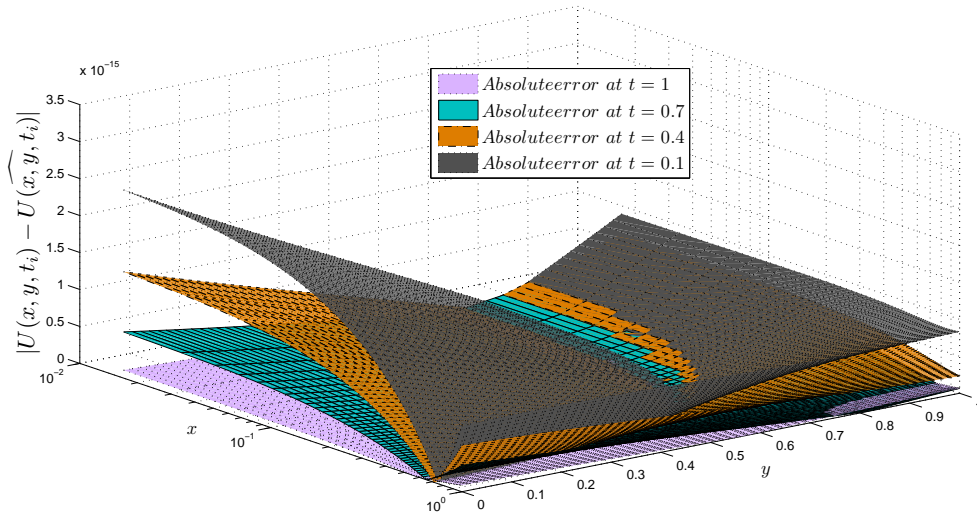 x 10^-15
3.5
3
2.5
2
1.5
1
0.5
0
|U(x, y, t_i) − \widehat{U(x, y, t_i)}|
Absoluteerror at t = 1
Absoluteerror at t = 0.7
Absoluteerror at t = 0.4
Absoluteerror at t = 0.1
10^-2
10^-1
10^0
x
0
0.1
0.2
0.3
0.4
0.5
0.6
0.7
0.8
0.9
y